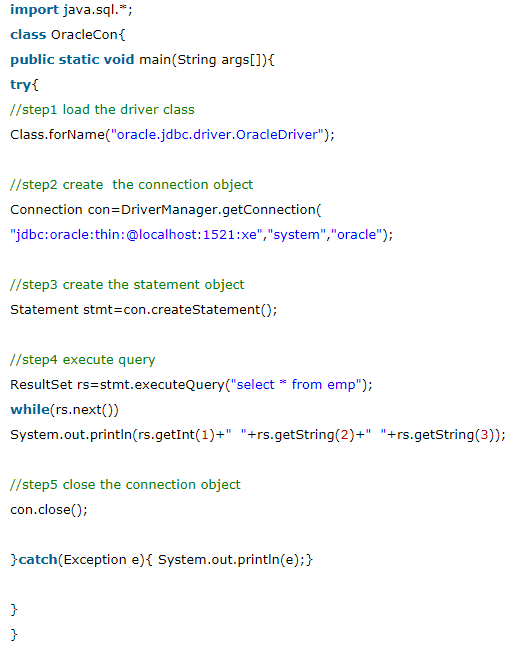 import java.sql.*;
class OracleCon{
public static void main(String args[]){
try{
//step1 load the driver class
Class.forName("oracle.jdbc.driver.OracleDriver");
//step2 create  the connection object
Connection con=DriverManager.getConnection(
"jdbc:oracle:thin:@localhost:1521:xe","system","oracle");
//step3 create the statement object
Statement stmt=con.createStatement();
//step4 execute query
ResultSet rs=stmt.executeQuery("select * from emp");
while(rs.next())
System.out.println(rs.getInt(1)+"  "+rs.getString(2)+"  "+rs.getString(3));
//step5 close the connection object
con.close();
}catch(Exception e){ System.out.println(e);}
}
}